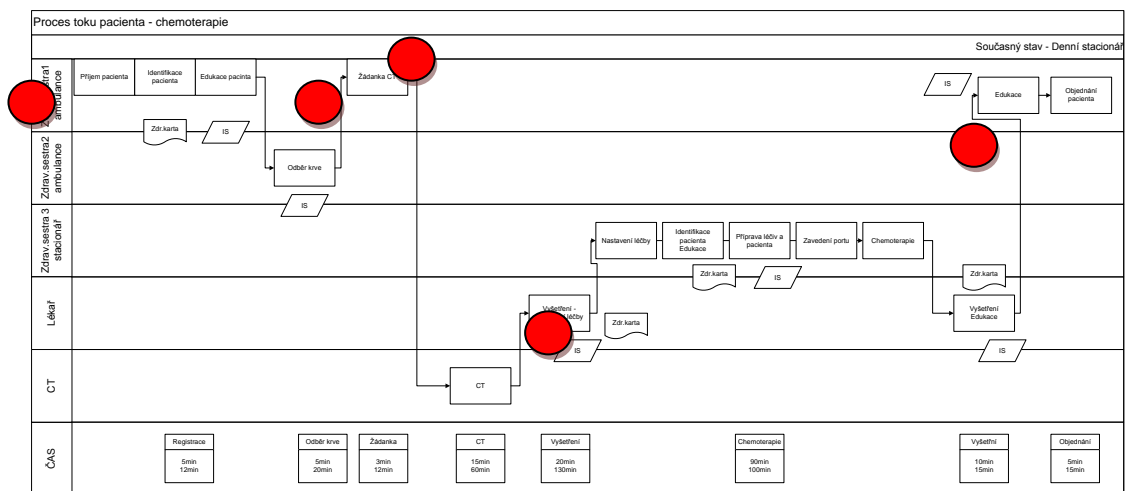 Proces toku pacienta - chemoterapie
Současný stav - Denní stacionář
ambulance
Příjem pacienta
Identifikace
pacienta
Edukace pacinta
Žádanka CT
IS
Edukace
Objednání
pacienta
Zdr.karta
IS
Zdrav.sestra2
ambulance
Odběr krve
IS
Zdrav.sestra 3
stacionář
Nastavení léčby
Identifikace
pacienta
Edukace
Příprava léčiv a
pacienta
Zavedení portu
Chemoterapie
Zdr.karta
IS
Zdr.karta
Lékař
Vyšetření -
léčby
Zdr.karta
Vyšetření
Edukace
IS
IS
CT
CT
ČAS
Registrace
5min
12min
Odběr krve
5min
20min
Žádanka
3min
12min
CT
15min
60min
Vyšetření
20min
130min
Chemoterapie
90min
100min
Vyšetřní
10min
15min
Objednání
5min
15min